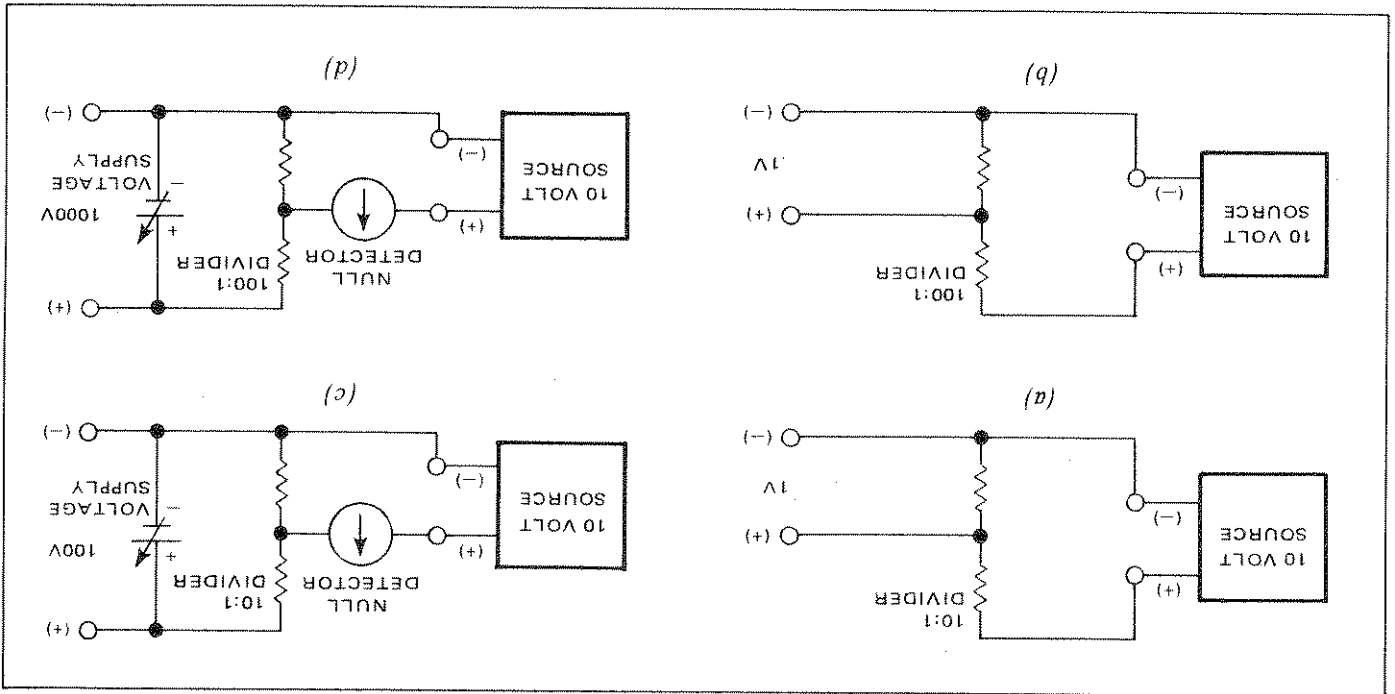 10:1
DIVIDER
(+)
10 VOLT
SOURCE
(+)
1V
(−)
(−)
(a)
(+)
10:1
DIVIDER
NULL
DETECTOR
+
100V
(+)
10 VOLT
SOURCE
VOLTAGE
SUPPLY
−
(−)
(−)
(c)
100:1
DIVIDER
(+)
10 VOLT
SOURCE
(+)
.1V
(−)
(−)
(b)
(+)
100:1
DIVIDER
NULL
DETECTOR
+
1000V
(+)
10 VOLT
SOURCE
VOLTAGE
SUPPLY
−
(−)
(−)
(d)